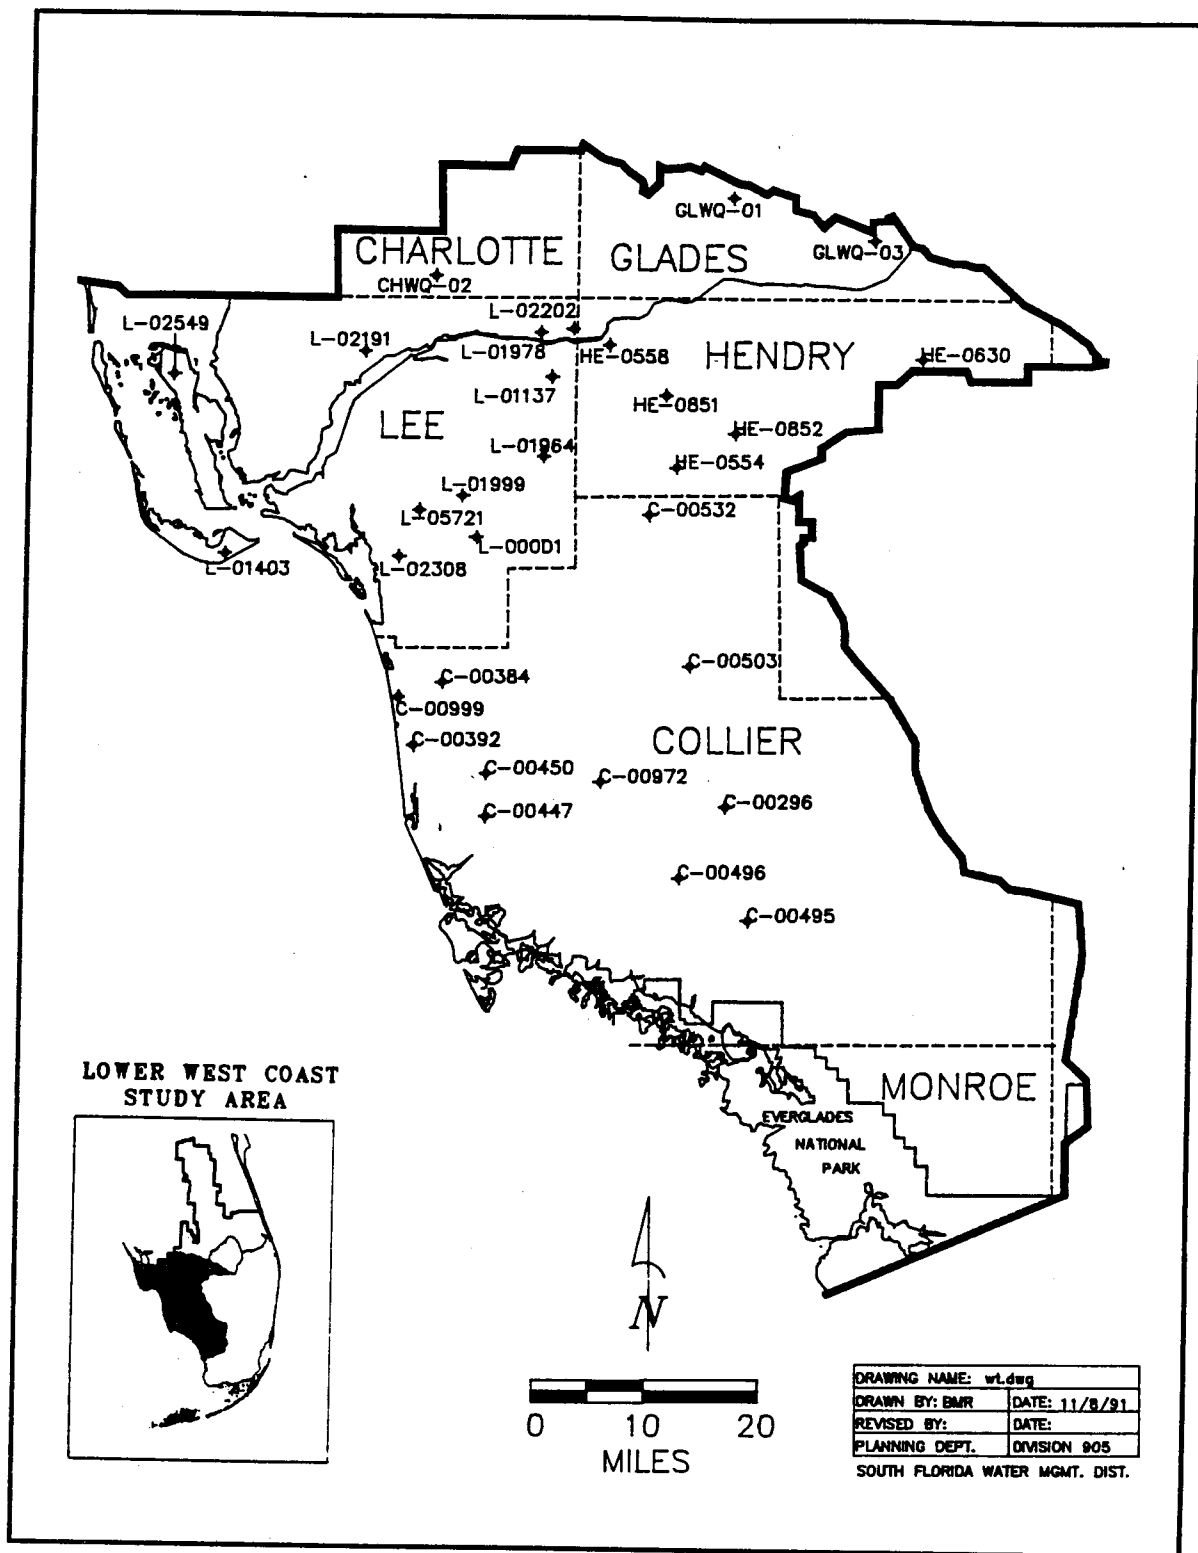 GLWQ-01
CHARLOTTE
GLADES
GLWQ-03
CHWQ-02
L-02549
L-02202
L-02191
L-01978
HE-0558
HENDRY
HE-0630
L-01137
HE-0851
LEE
HE-0852
L-01964
HE-0554
L-01999
L-05721
C-00532
L-000D1
L-01403
L-02308
C-00503
C-00384
C-00999
C-00392
COLLIER
C-00450
C-00972
C-00296
C-00447
C-00496
C-00495
LOWER WEST COAST
STUDY AREA
MONROE
EVERGLADES
NATIONAL
PARK
N
0 10 20
MILES
DRAWING NAME: wt.dwg
DRAWN BY: BMR DATE: 11/8/91
REVISED BY: DATE:
PLANNING DEPT. DIVISION 905
SOUTH FLORIDA WATER MGMT. DIST.